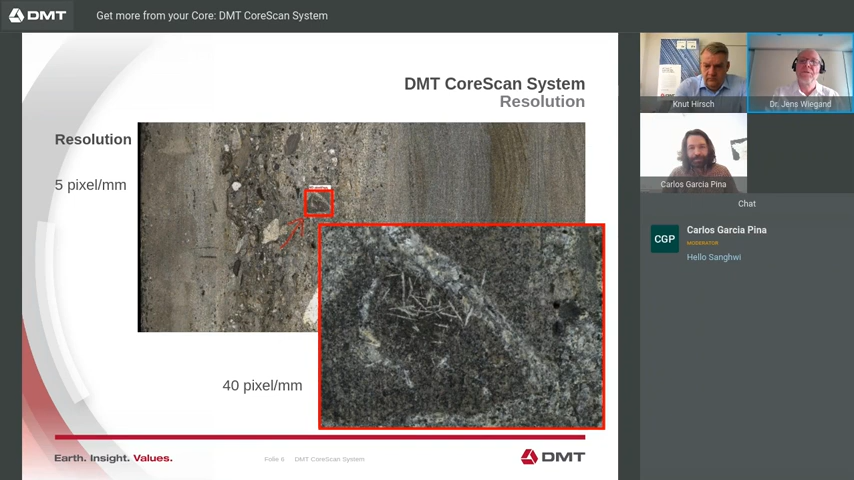 DMT
Get more from your Core: DMT CoreScan System
DMT CoreScan System
Resolution
Resolution
5 pixel/mm
40 pixel/mm
Earth. Insight. Values.
Folie 6 DMT CoreScan System
DMT
Knut Hirsch
Dr. Jens Wiegand
Carlos Garcia Pina
Chat
CGP
Carlos Garcia Pina
MODERATOR
Hello Sanghwi